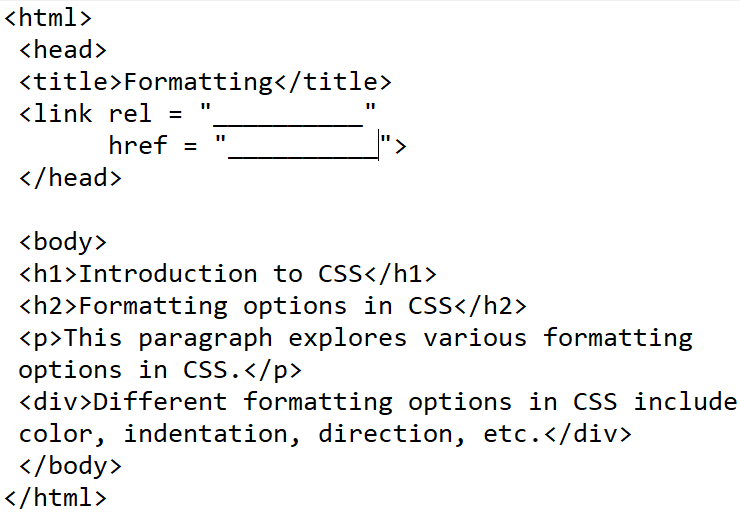 <html>
<head>
<title>Formatting</title>
<link rel = "__________"
href = "__________">
</head>
<body>
<h1>Introduction to CSS</h1>
<h2>Formatting options in CSS</h2>
<p>This paragraph explores various formatting
options in CSS.</p>
<div>Different formatting options in CSS include
color, indentation, direction, etc.</div>
</body>
</html>